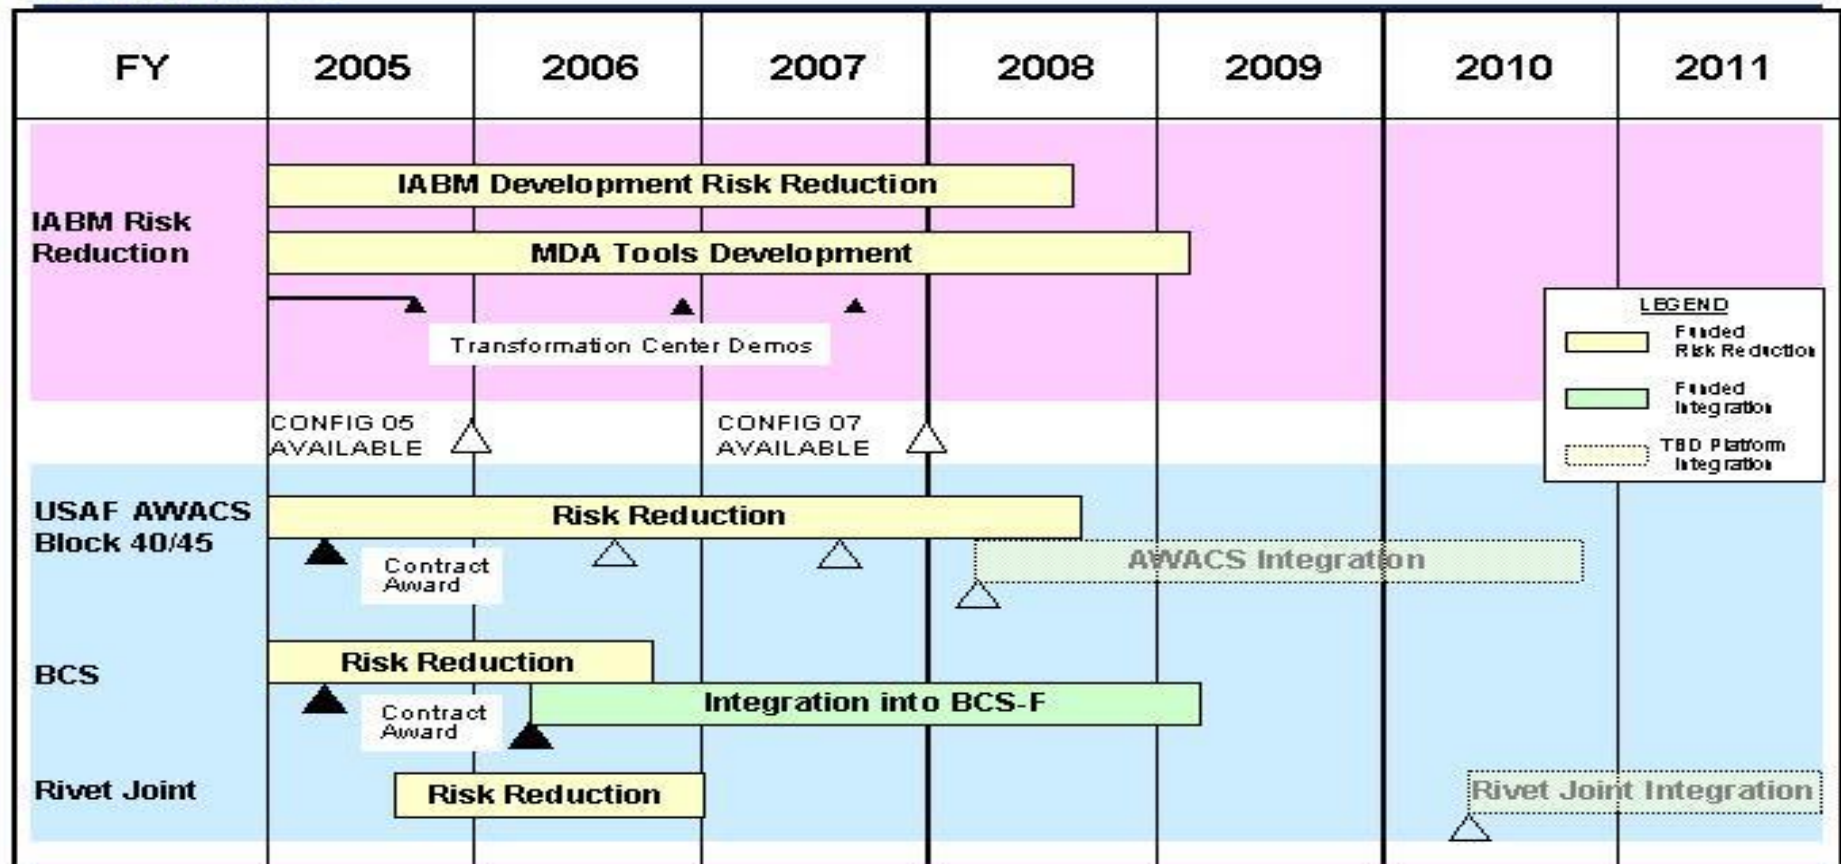 FY 2005 2006 2007 2008 2009 2010 2011
IABM Risk
Reduction
IABM Development Risk Reduction
MDA Tools Development
Transformation Center Demos
LEGEND
Funded
Risk Reduction
Funded
Integration
TBD Platform
Integration
CONFIG 05
AVAILABLE
CONFIG 07
AVAILABLE
USAF AWACS
Block 40/45
Risk Reduction
Contract
Award
AWACS Integration
BCS
Risk Reduction
Contract
Award
Integration into BCS-F
Rivet Joint
Risk Reduction
Rivet Joint Integration